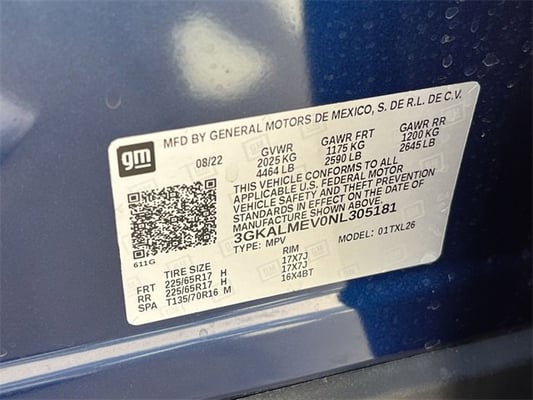 gm
MFD BY GENERAL MOTORS DE MEXICO, S. DE R.L. DE C.V.
08/22 GVWR GAWR FRT GAWR RR
2025 KG 1175 KG 1200 KG
4464 LB 2590 LB 2645 LB
THIS VEHICLE CONFORMS TO ALL
APPLICABLE U.S. FEDERAL MOTOR
VEHICLE SAFETY AND THEFT PREVENTION
STANDARDS IN EFFECT ON THE DATE OF
MANUFACTURE SHOWN ABOVE.
3GKALMEV0NL305181
611G TYPE: MPV MODEL: 01TXL26
TIRE SIZE RIM
FRT 225/65R17 H 17X7J
RR 225/65R17 H 17X7J
SPA T135/70R16 M 16X4BT